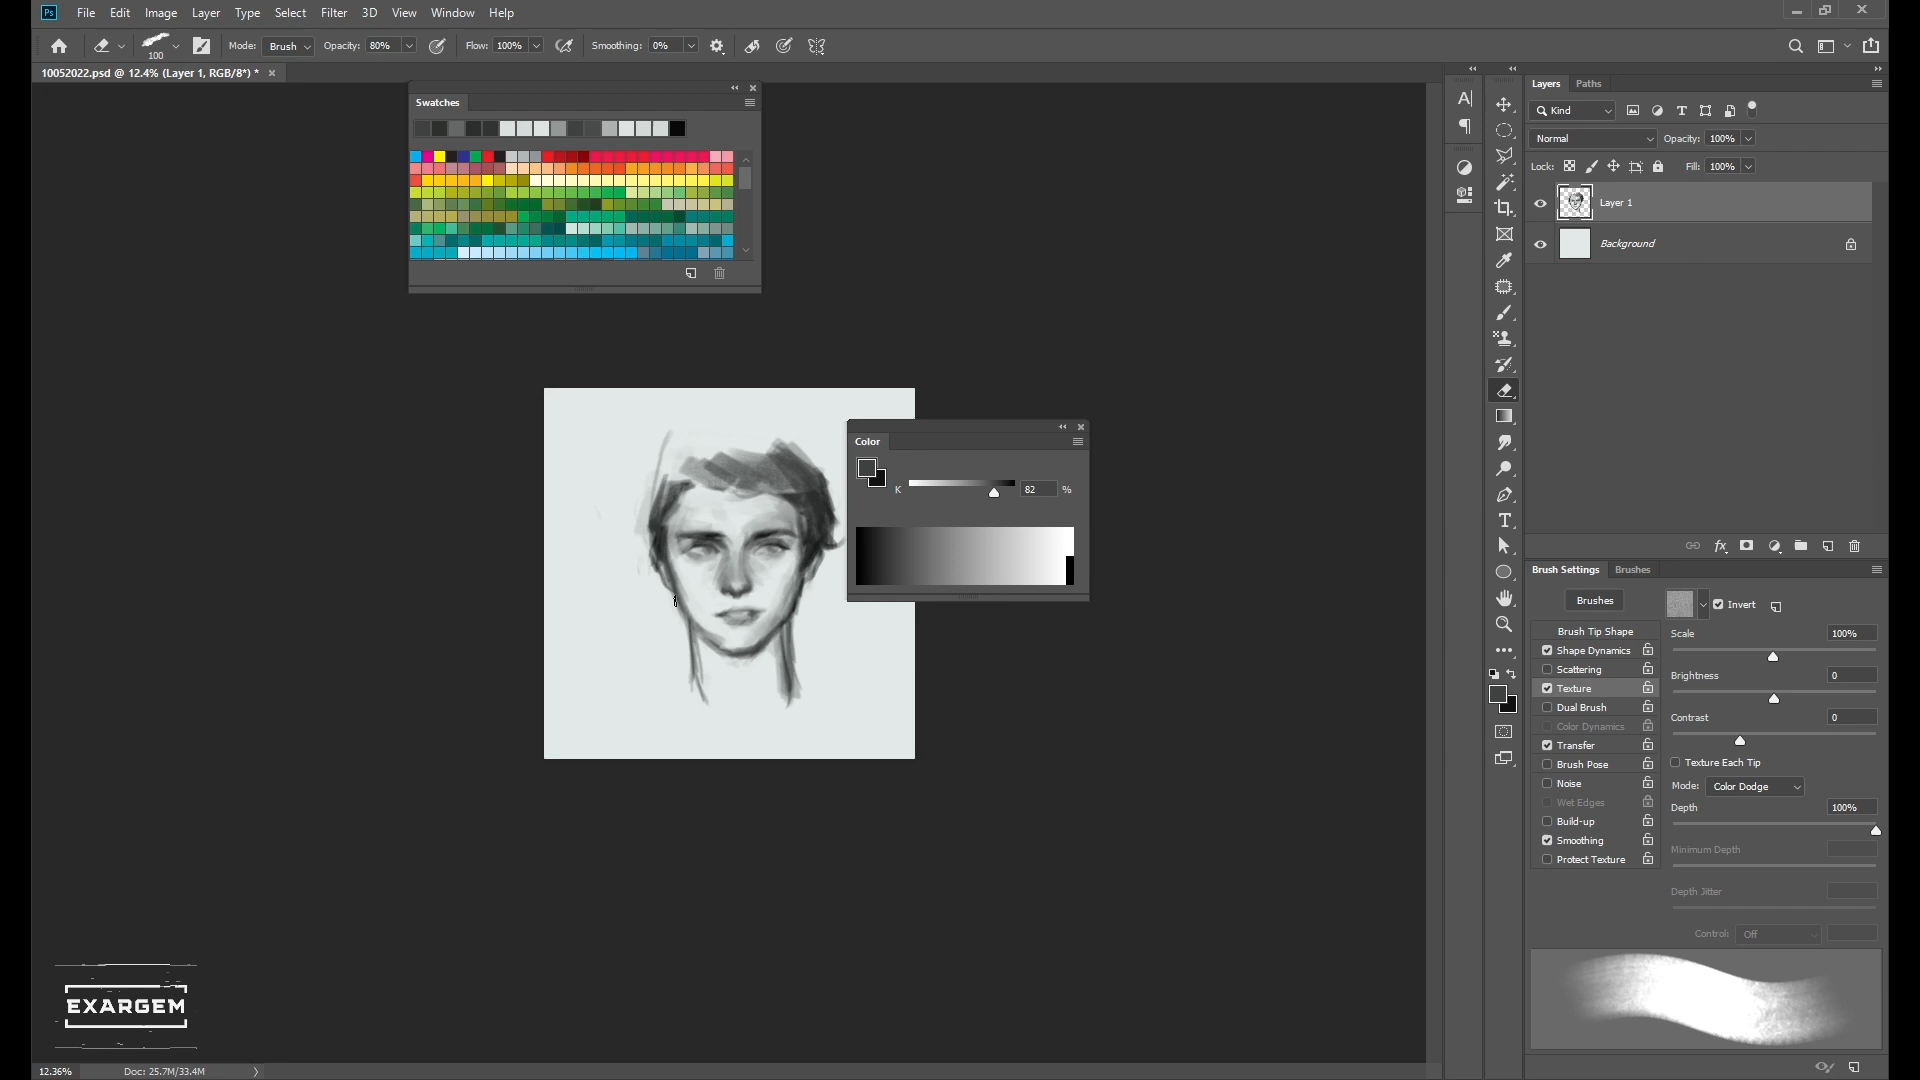 Ps File Edit Image Layer Type Select Filter 3D View Window Help
100 Mode: Brush Opacity: 80% Flow: 100% Smoothing: 0%
10052022.psd @ 12.4% (Layer 1, RGB/8*) *
Swatches
Color
K 82 %
Layers Paths
Kind
Normal Opacity: 100%
Lock: Fill: 100%
Layer 1
Background
fx
Brush Settings Brushes
Brushes Invert
Brush Tip Shape
Shape Dynamics
Scattering
Texture
Dual Brush
Color Dynamics
Transfer
Brush Pose
Noise
Wet Edges
Build-up
Smoothing
Protect Texture
Scale 100%
Brightness 0
Contrast 0
Texture Each Tip
Mode: Color Dodge
Depth 100%
Minimum Depth
Depth Jitter
Control: Off
EXARGEM
12.36% Doc: 25.7M/33.4M